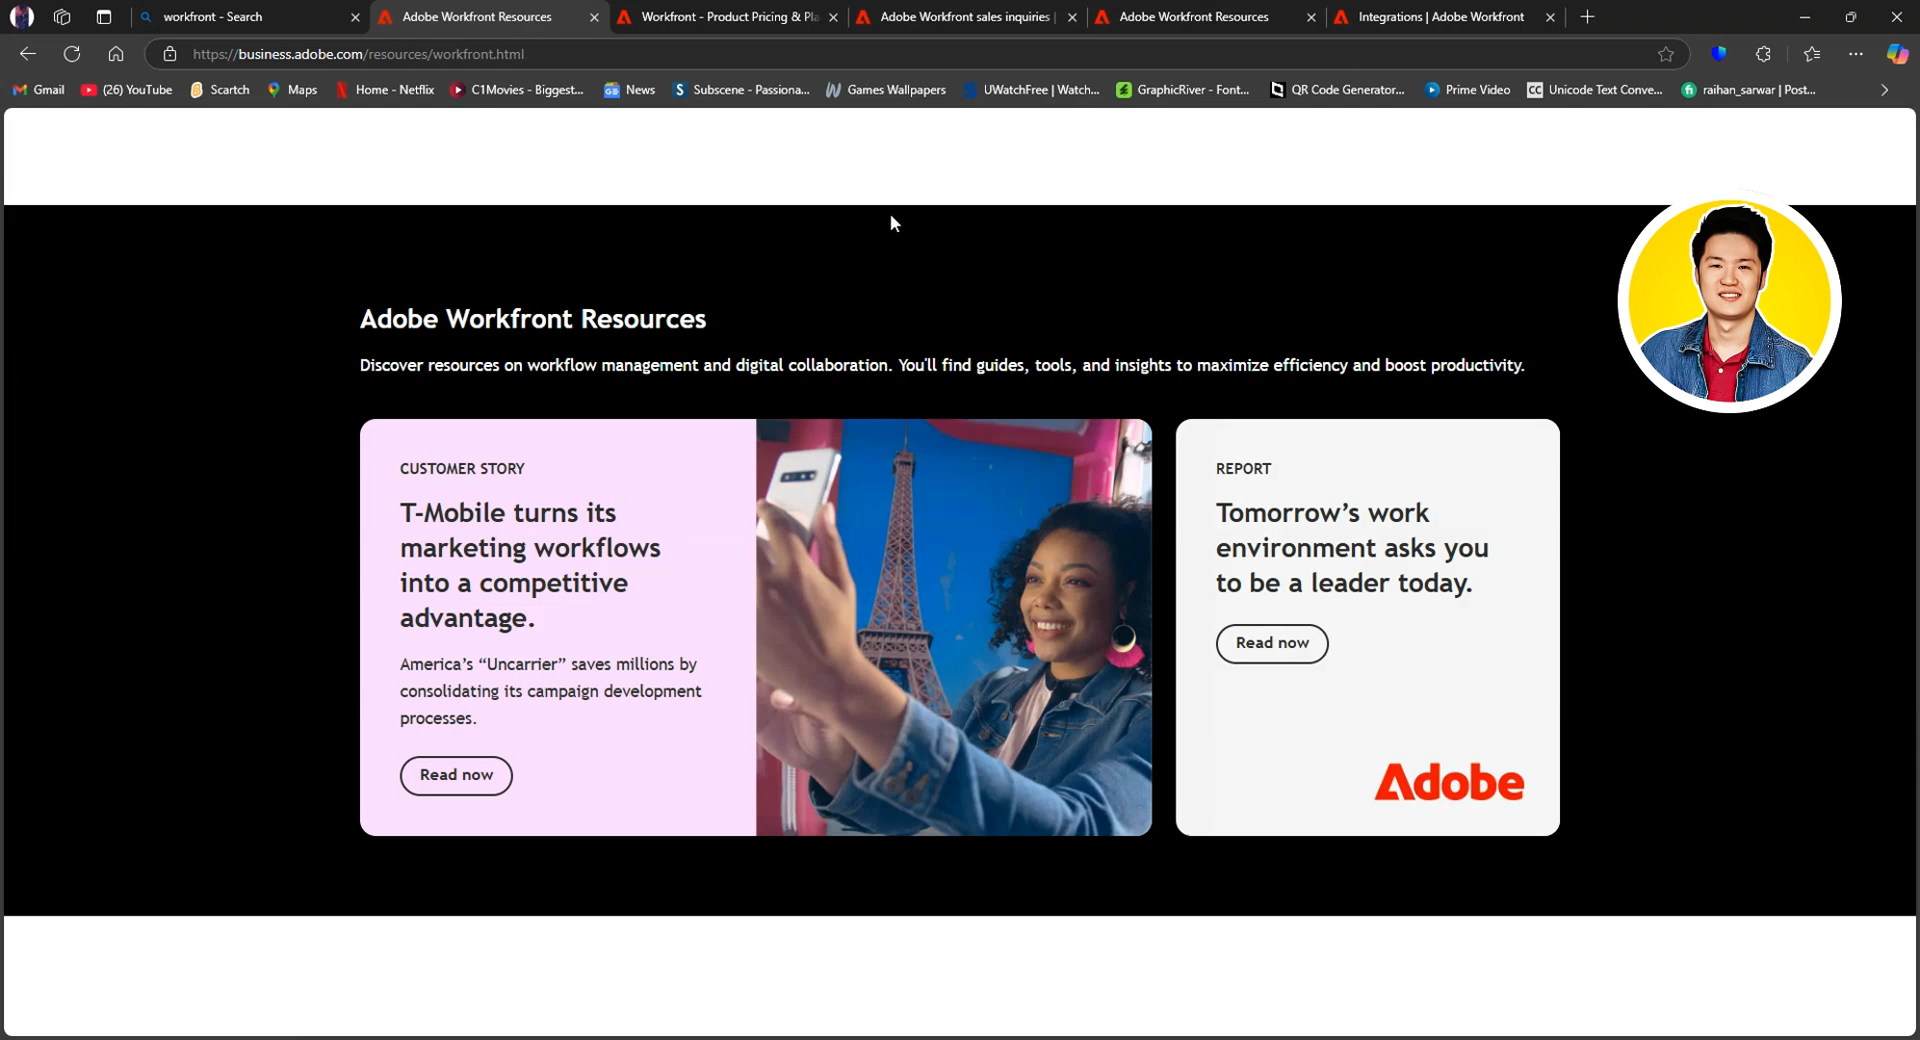 workfront - Search
Adobe Workfront Resources
Workfront - Product Pricing & Pla
Adobe Workfront sales inquiries |
Adobe Workfront Resources
Integrations | Adobe Workfront
https://business.adobe.com/resources/workfront.html
Gmail
(26) YouTube
Scartch
Maps
Home - Netflix
C1Movies - Biggest...
News
Subscene - Passiona...
Games Wallpapers
UWatchFree | Watch...
GraphicRiver - Font...
QR Code Generator...
Prime Video
Unicode Text Conve...
raihan_sarwar | Post...
Adobe Workfront Resources
Discover resources on workflow management and digital collaboration. You'll find guides, tools, and insights to maximize efficiency and boost productivity.
CUSTOMER STORY
T-Mobile turns its
marketing workflows
into a competitive
advantage.
America's “Uncarrier” saves millions by
consolidating its campaign development
processes.
Read now
REPORT
Tomorrow’s work
environment asks you
to be a leader today.
Read now
Adobe